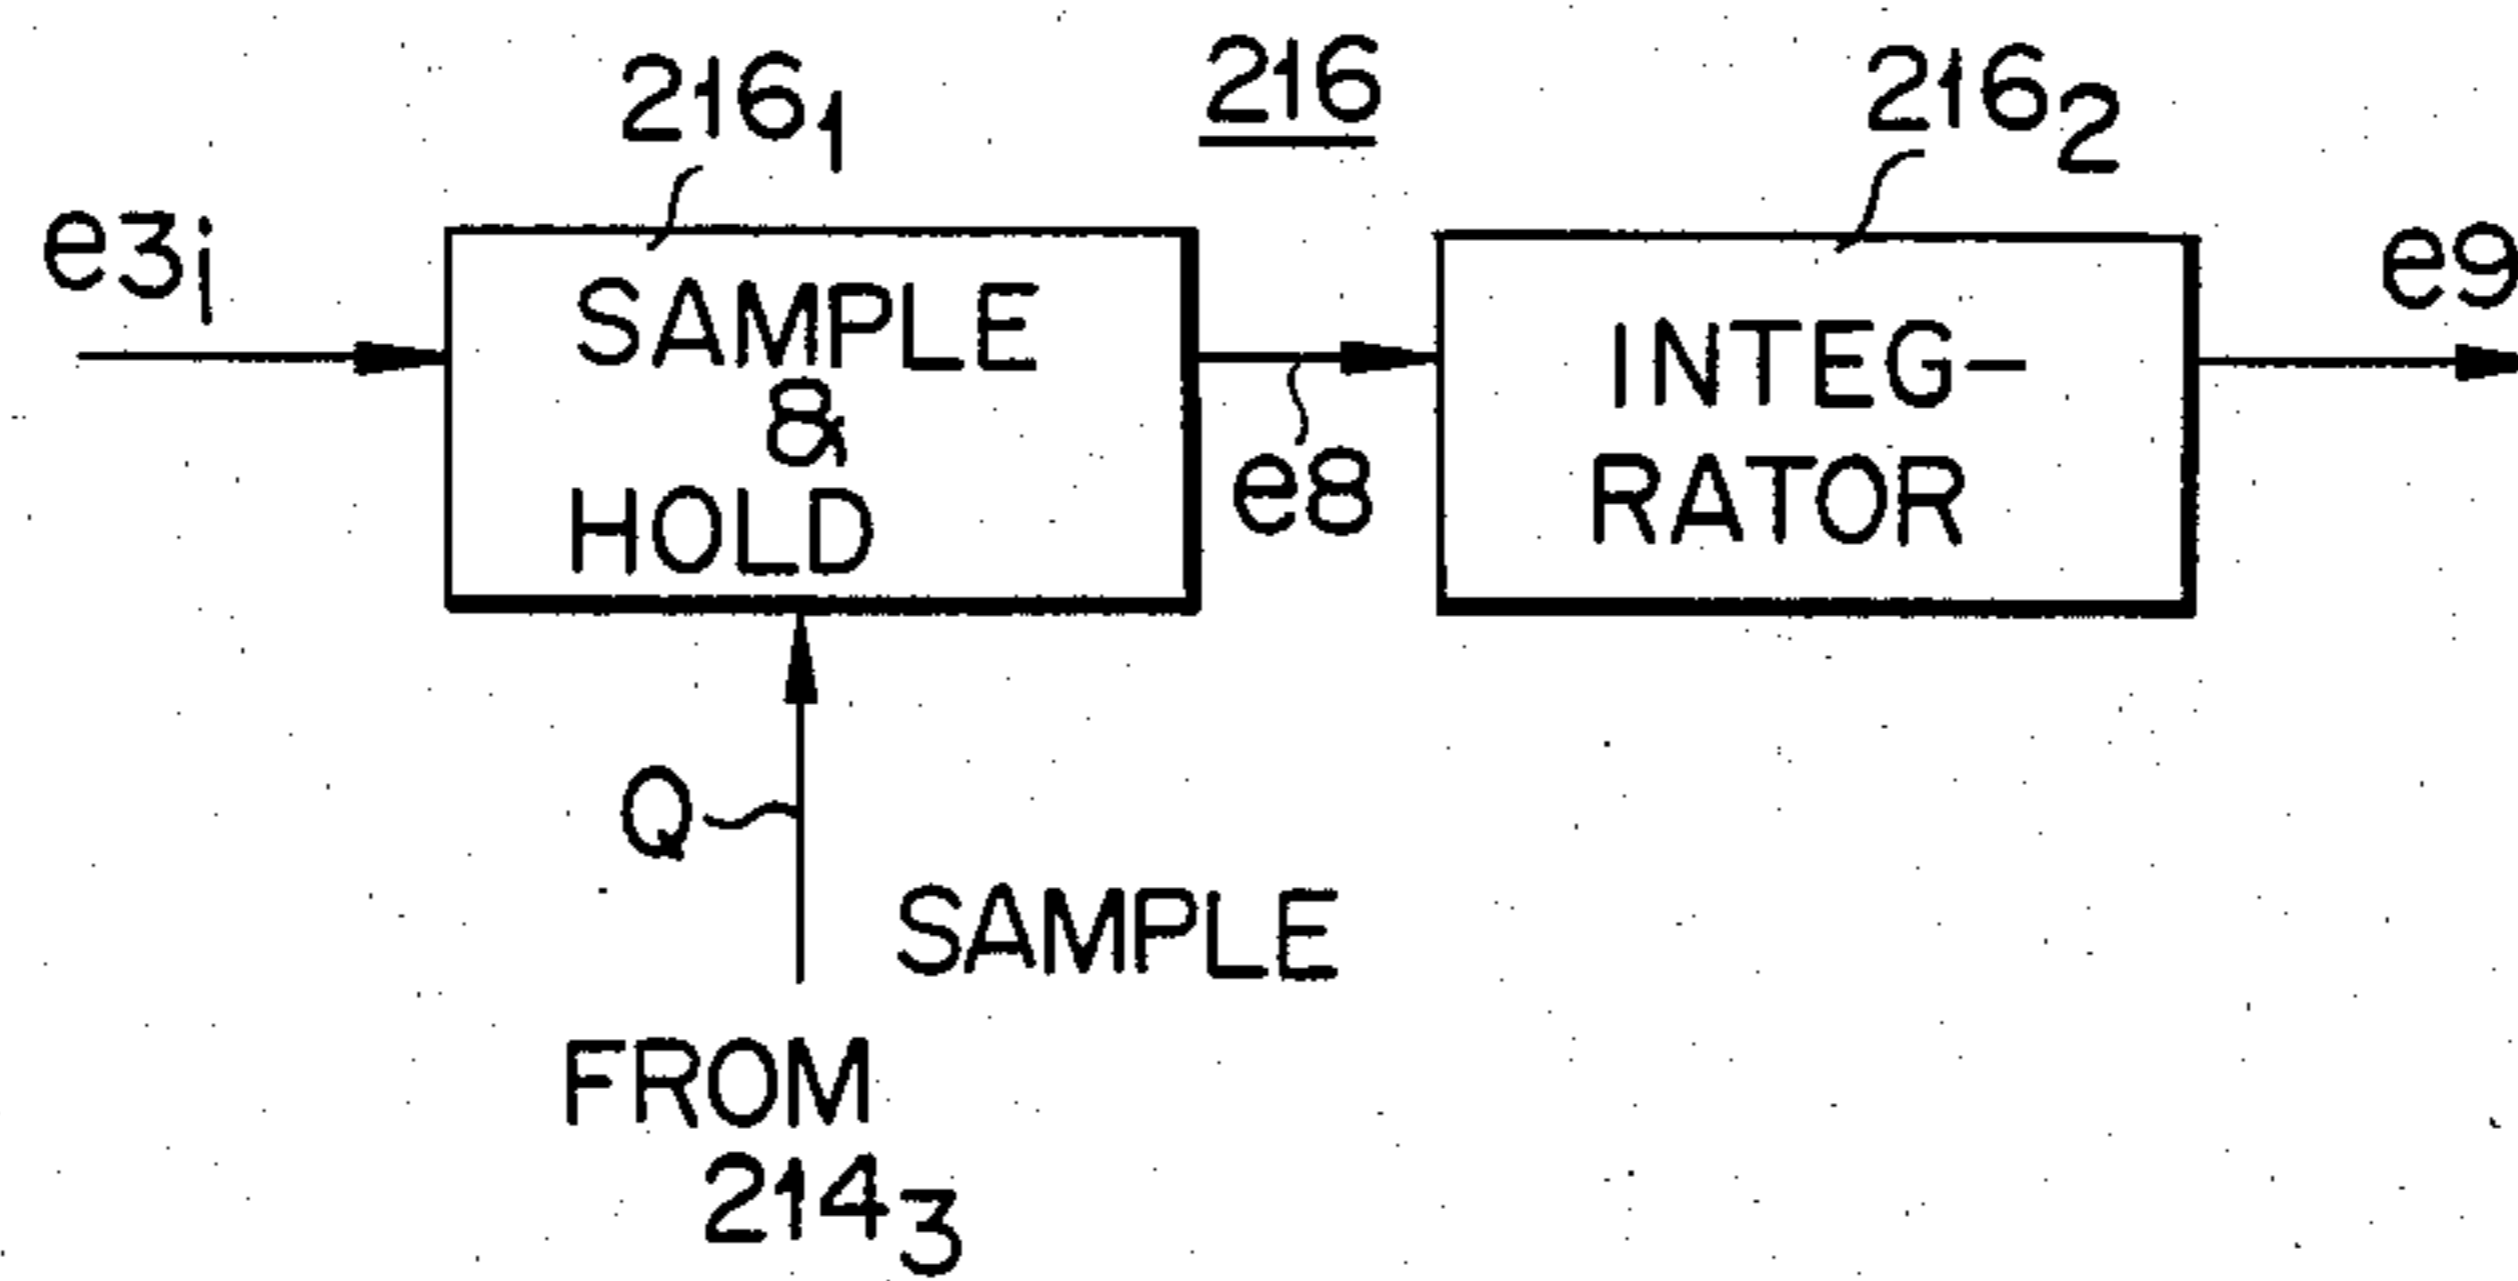 216₁
216
216₂
e3i
SAMPLE
&
HOLD
e8
INTEG-
RATOR
e9
Q
SAMPLE
FROM
214₃